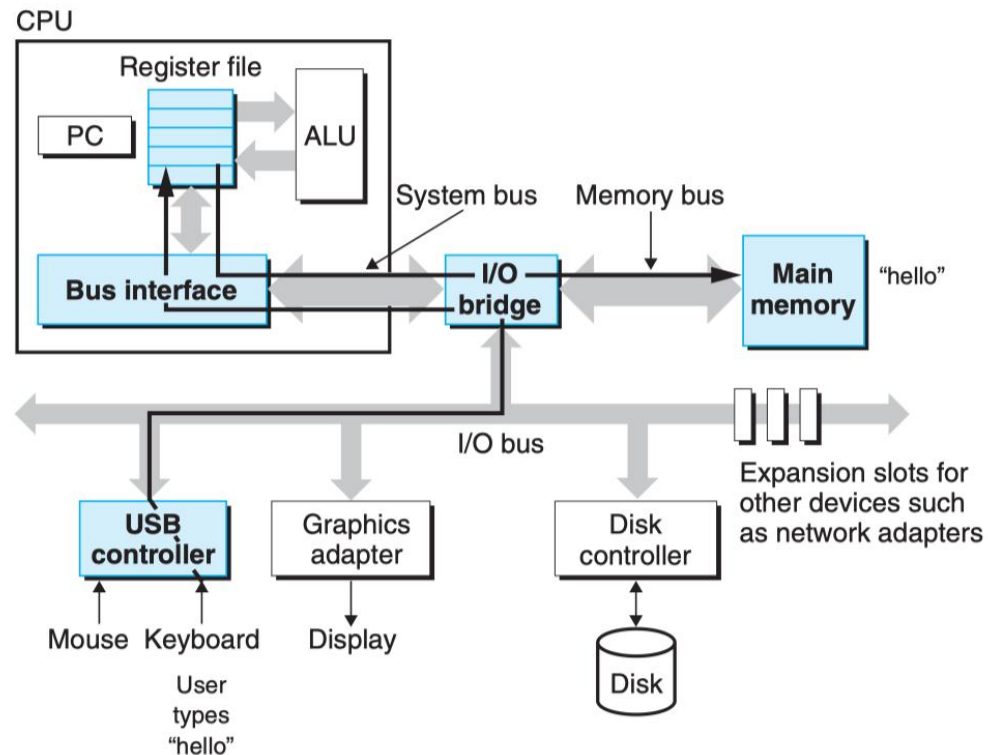 CPU
Register file
PC
ALU
System bus
Memory bus
Bus interface
I/O
bridge
Main
memory
“hello”
I/O bus
Expansion slots for
other devices such
as network adapters
USB
controller
Graphics
adapter
Disk
controller
Mouse
Keyboard
Display
User
types
“hello”
Disk